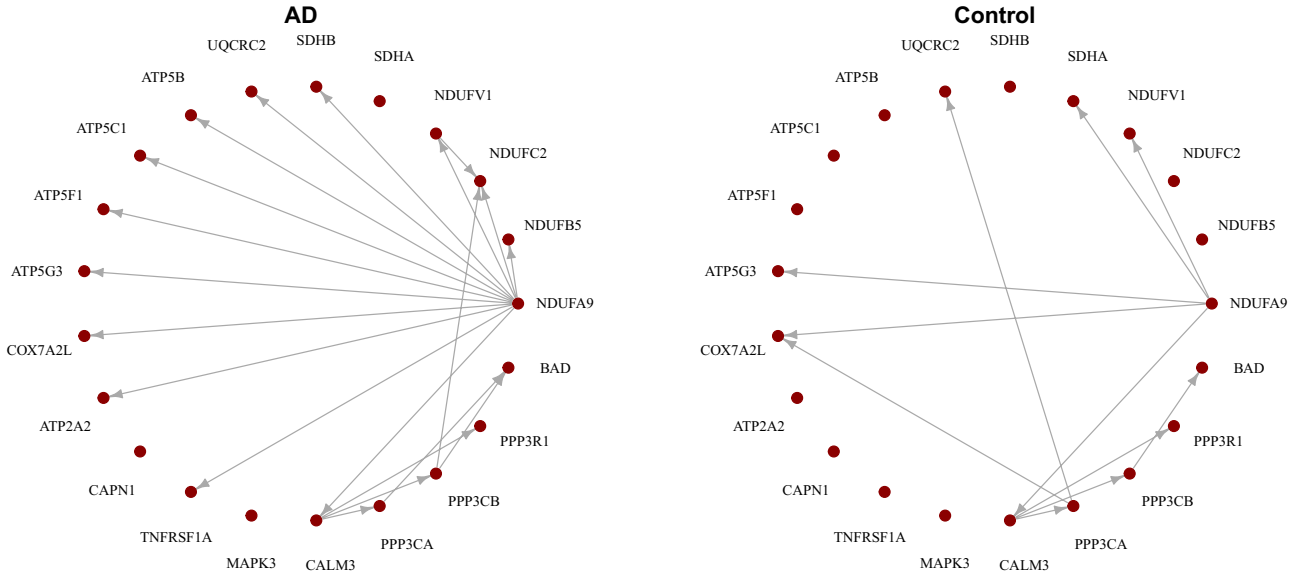 AD
UQCRC2
SDHB
SDHA
ATP5B
NDUFV1
ATP5C1
NDUFC2
ATP5F1
NDUFB5
ATP5G3
NDUFA9
COX7A2L
BAD
ATP2A2
PPP3R1
CAPN1
PPP3CB
TNFRSF1A
PPP3CA
MAPK3
CALM3
Control
UQCRC2
SDHB
SDHA
ATP5B
NDUFV1
ATP5C1
NDUFC2
ATP5F1
NDUFB5
ATP5G3
NDUFA9
COX7A2L
BAD
ATP2A2
PPP3R1
CAPN1
PPP3CB
TNFRSF1A
PPP3CA
MAPK3
CALM3